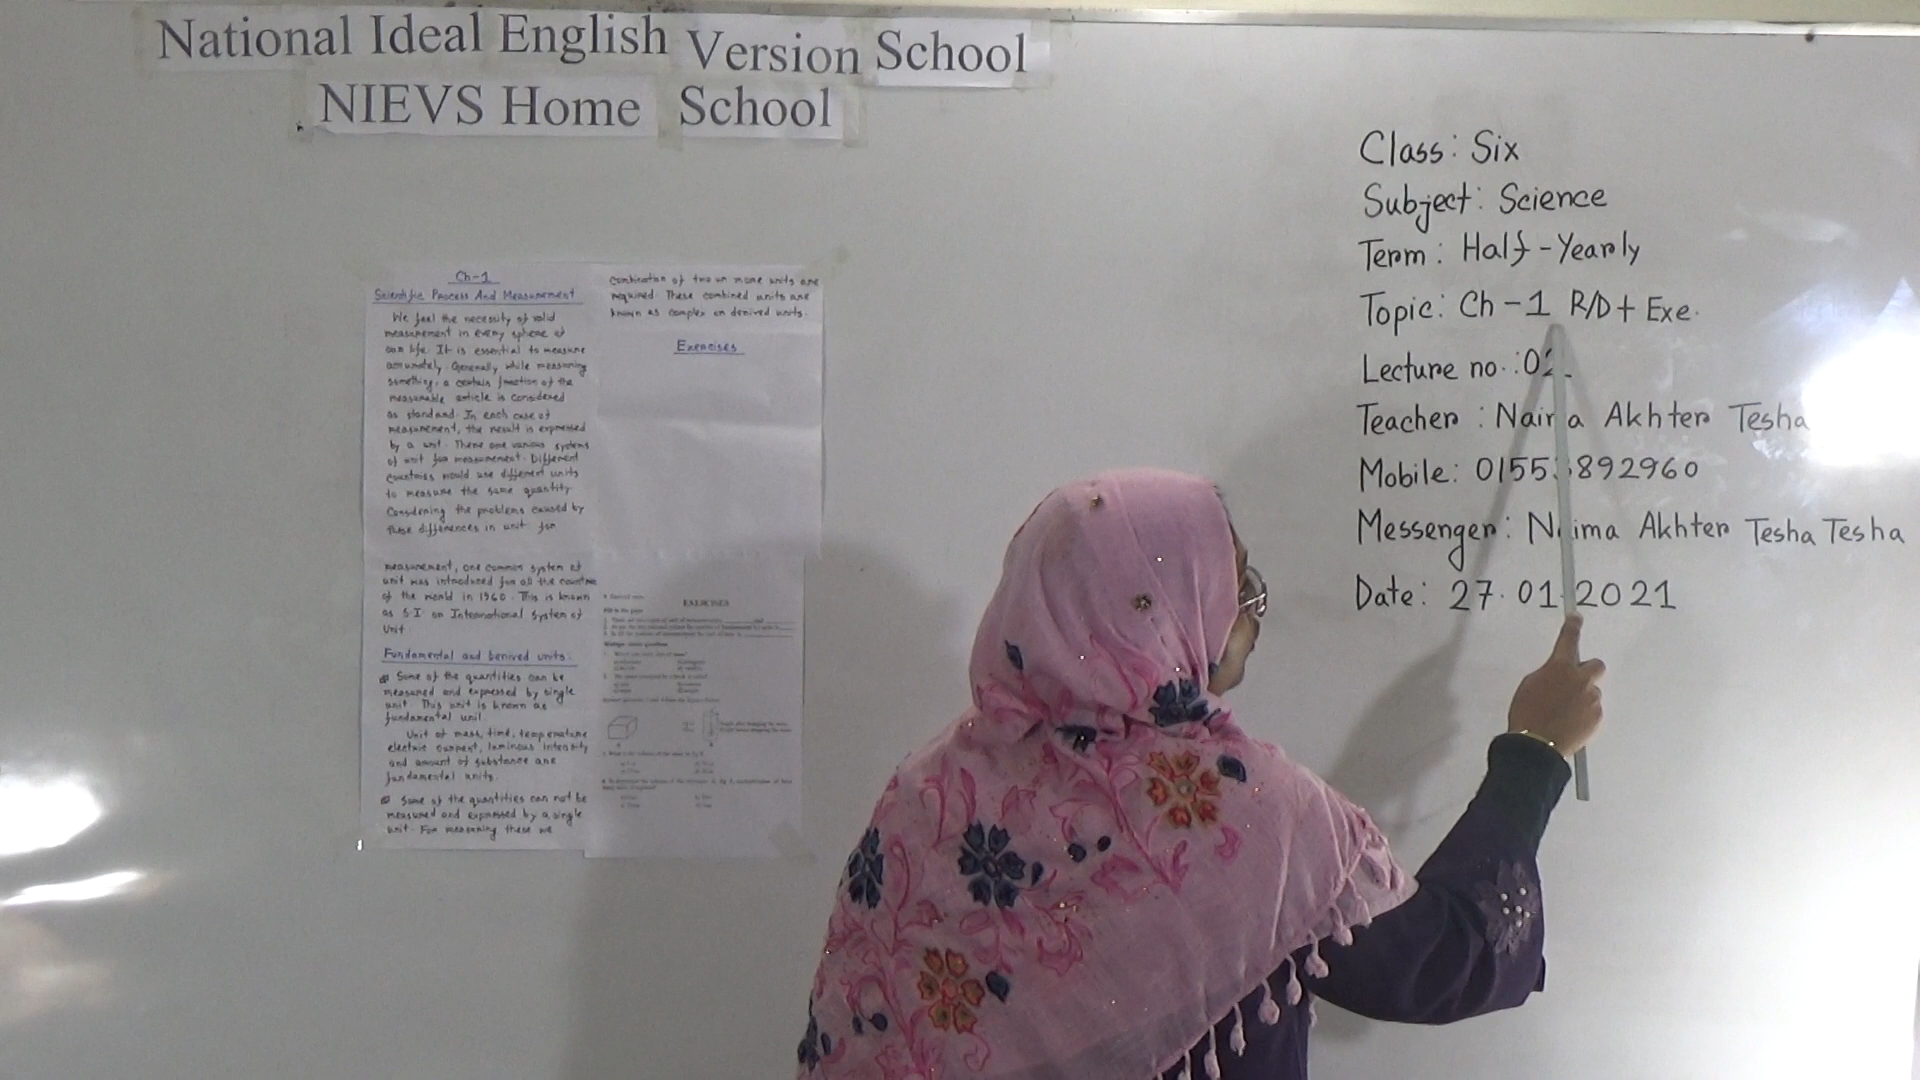 National Ideal English Version School
NIEVS Home School
Class: Six
Subject: Science
Term: Half-Yearly
Topic: Ch-1 R/D+ Exe.
Lecture no.:
Teacher: Akhter Tesha
Mobile: 892960
Messenger: Akhter Tesha Tesha
Date: 27.01.2021
Ch-1
Scientific Process And Measurement
We feel the necessity of valid
measurement in every sphere of
our life. It is essential to measure
accurately. Generally while measuring
something, a certain fraction of the
measurable article is considered
as standard. In each case of
measurement, the result is expressed
by a unit. There are various systems
of unit for measurement. Different
countries would use different units
to measure the same quantity
Considering the problems caused by
these differences in unit for
measurement, one common system of
unit was introduced for all the countrie
of the world in 1960. This is known
as S.I or International System of
Unit
Fundamental and Derived units:
Some of the quantities can be
measured and expressed by single
unit. This unit is known as
fundamental unit.
Unit of mass, time, temperature
electric current, luminous intensity
and amount of substance are
fundamental units.
Some of the quantities can not be
measured and expressed by a single
unit. For measuring these we
combination of two or more units are
required. These combined units are
known as complex or derived units.
Exercises
EXERCISES